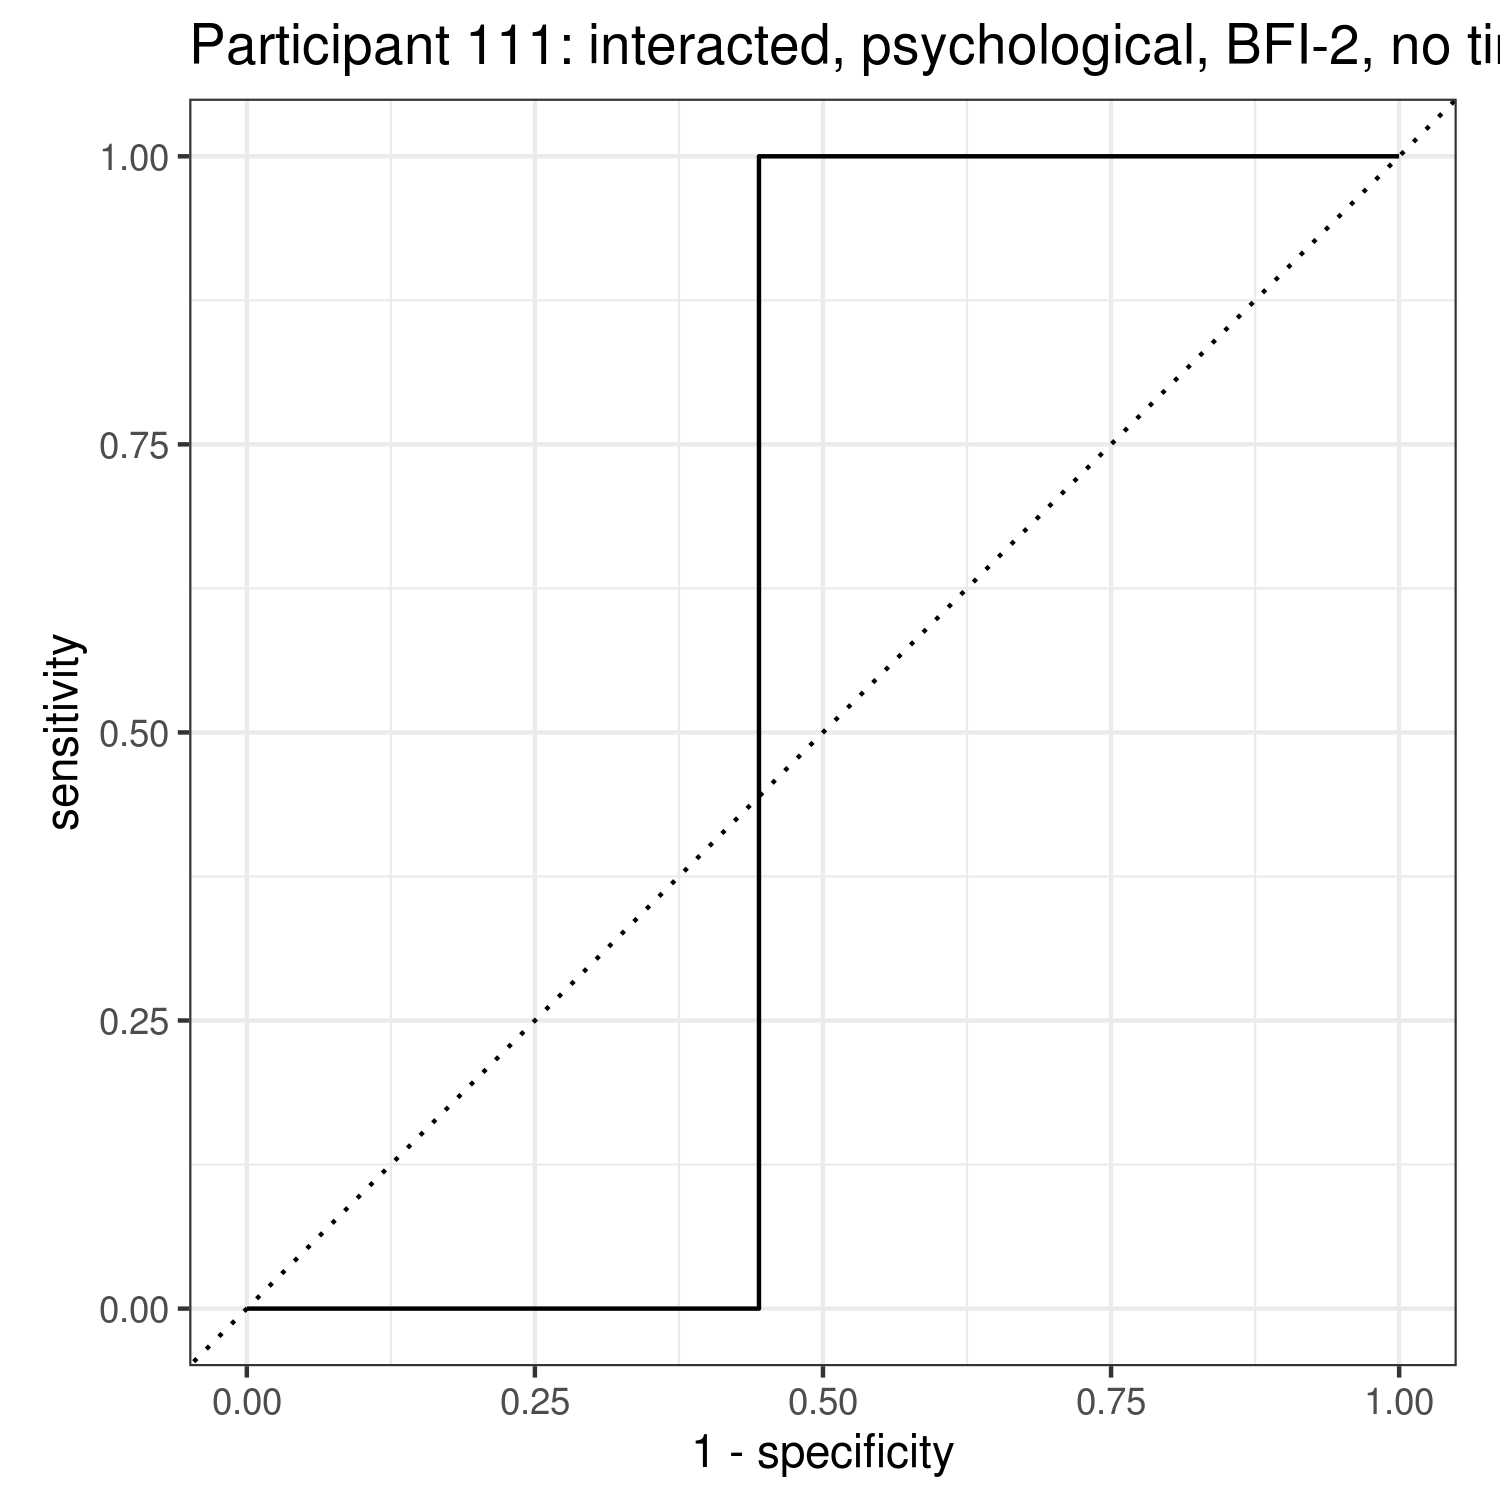 Participant 111: interacted, psychological, BFI-2, no
1.00
0.75
0.50
0.25
0.00
sensitivity
0.00 0.25 0.50 0.75 1.00
1 - specificity